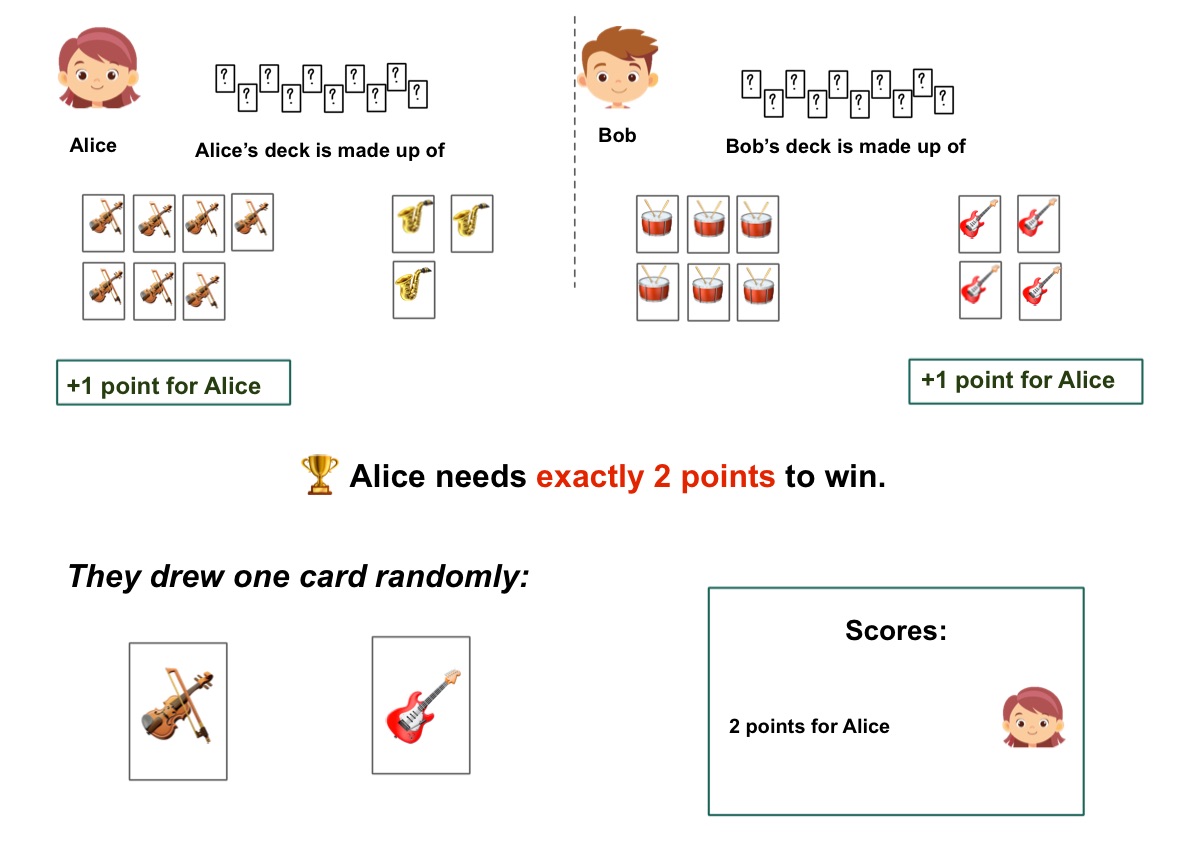 ? ? ? ? ? ? ? ? ? ?
? ? ? ? ? ? ? ? ? ?
Alice
Alice’s deck is made up of
Bob
Bob’s deck is made up of
+1 point for Alice
+1 point for Alice
Alice needs exactly 2 points to win.
They drew one card randomly:
Scores:
2 points for Alice